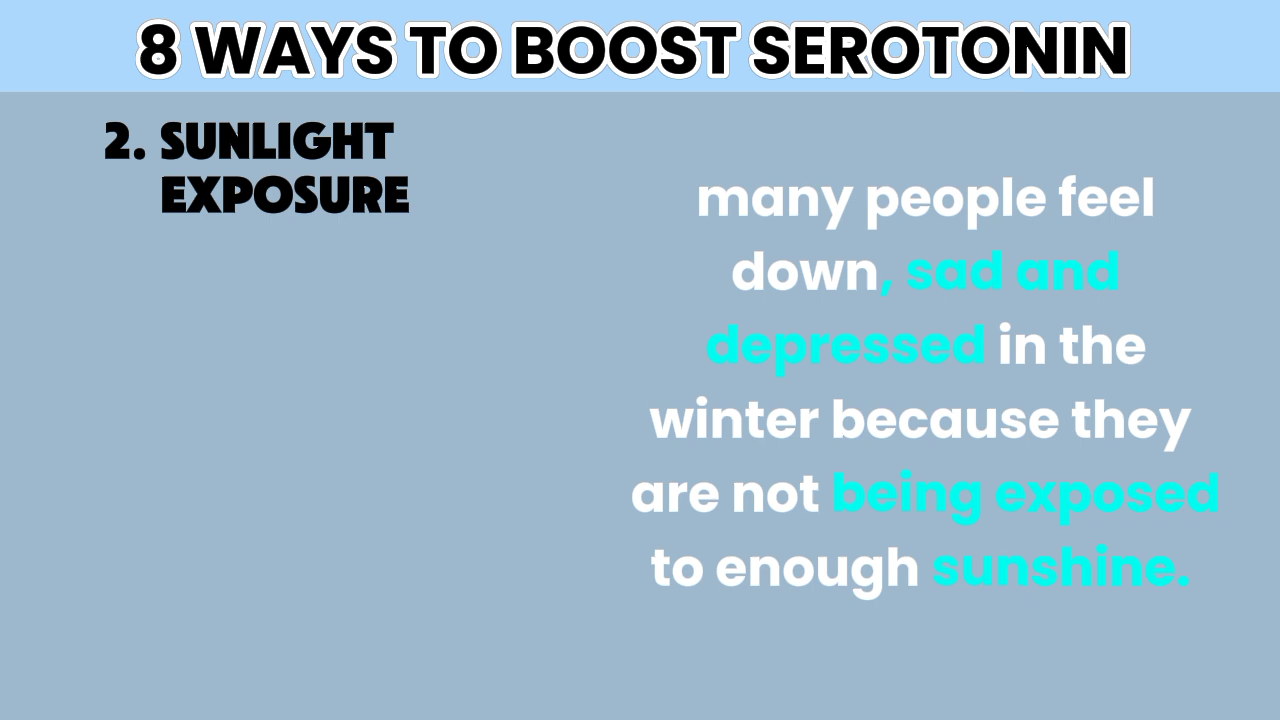 8 WAYS TO BOOST SEROTONIN
2. SUNLIGHT
EXPOSURE
many people feel
down, sad and
depressed in the
winter because they
are not being exposed
to enough sunshine.